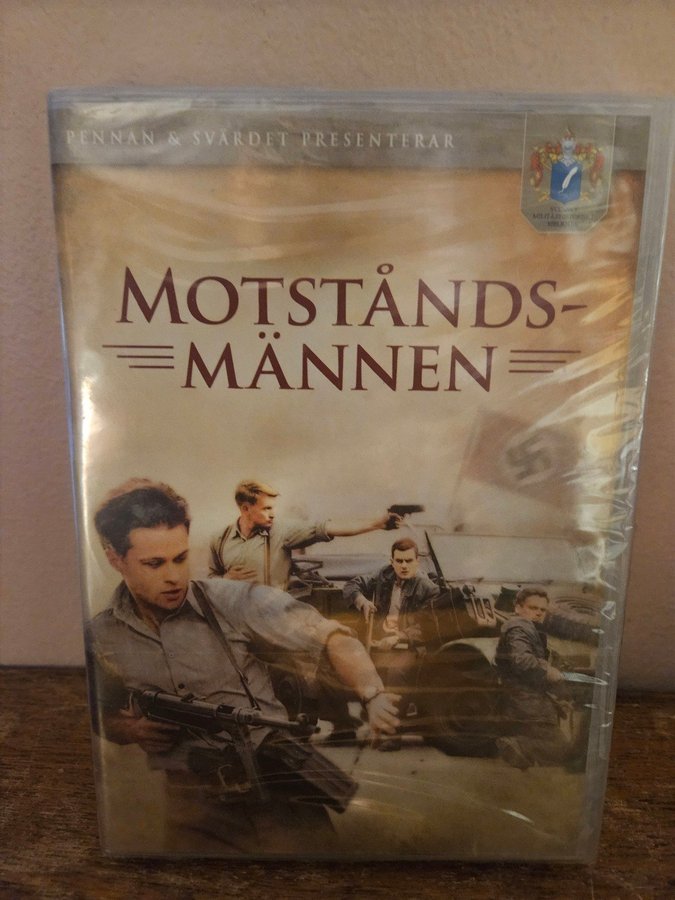 PENNAN & SVÄRDET PRESENTERAR
MOTSTÅNDS-
MÄNNEN